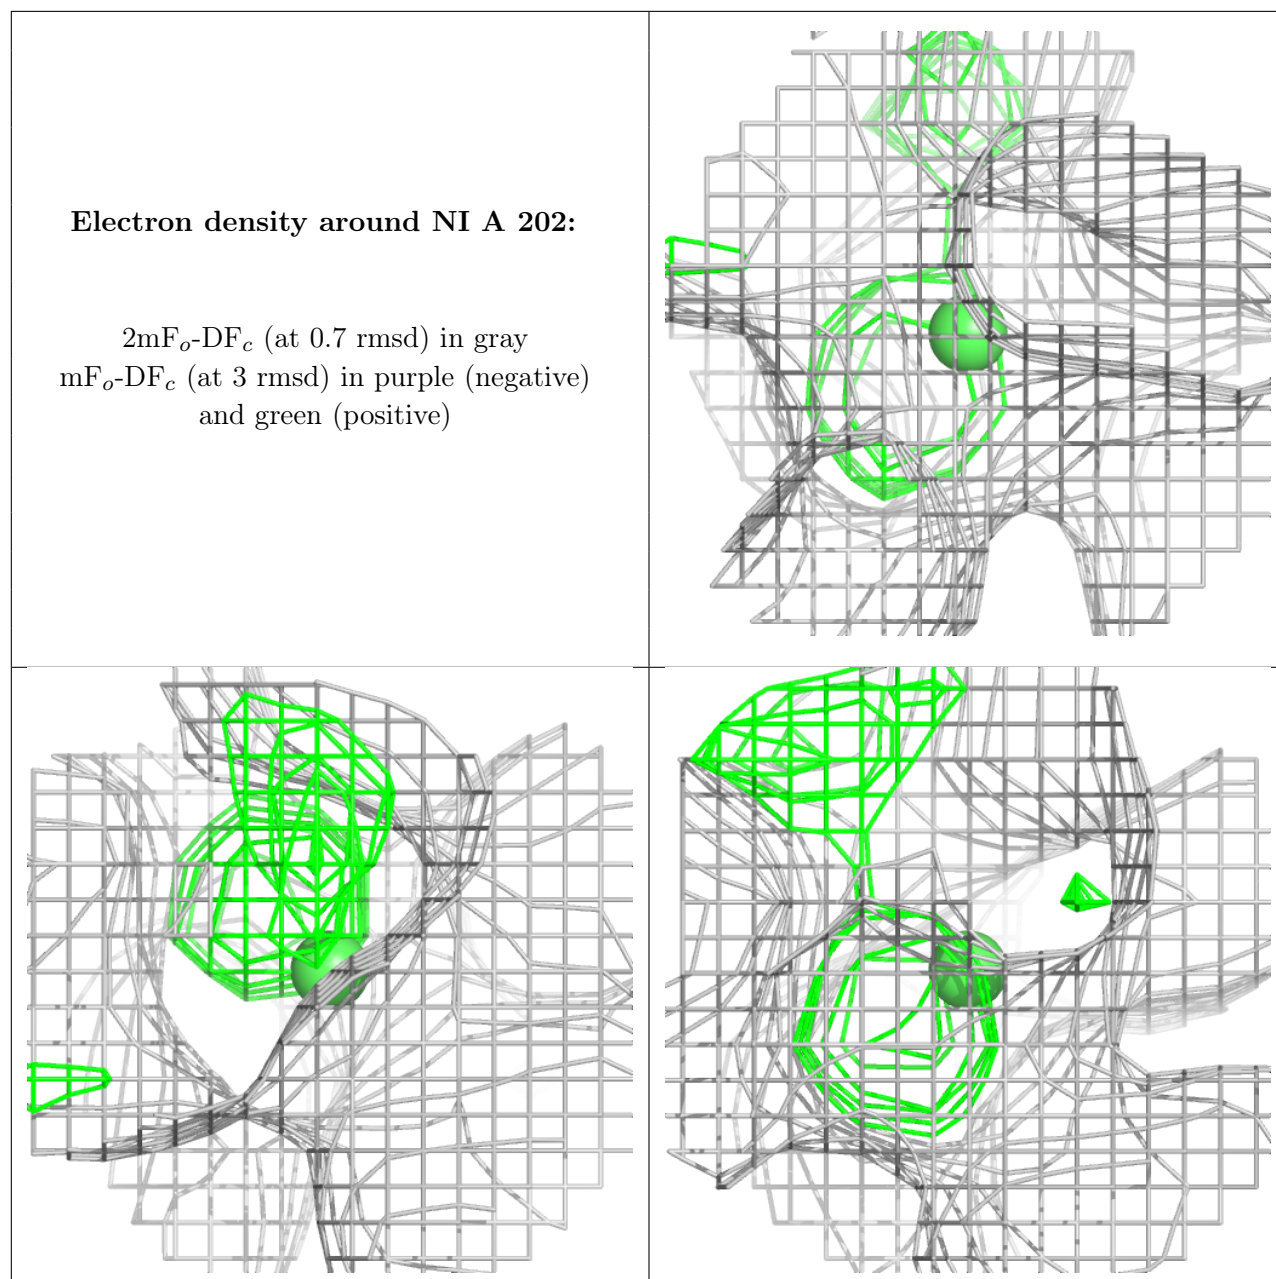 Electron density around NI A 202:
2mFo-DFc (at 0.7 rmsd) in gray
mFo-DFc (at 3 rmsd) in purple (negative)
and green (positive)